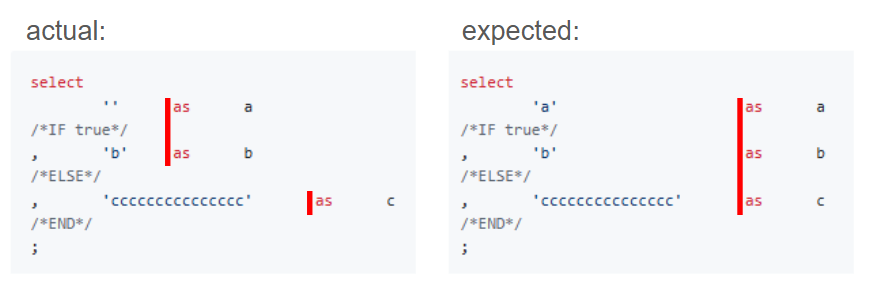 actual:
select
'' as a
/*IF true*/
, 'b' as b
/*ELSE*/
, 'ccccccccccccccc' as c
/*END*/
;
expected:
select
'a' as a
/*IF true*/
, 'b' as b
/*ELSE*/
, 'ccccccccccccccc' as c
/*END*/
;